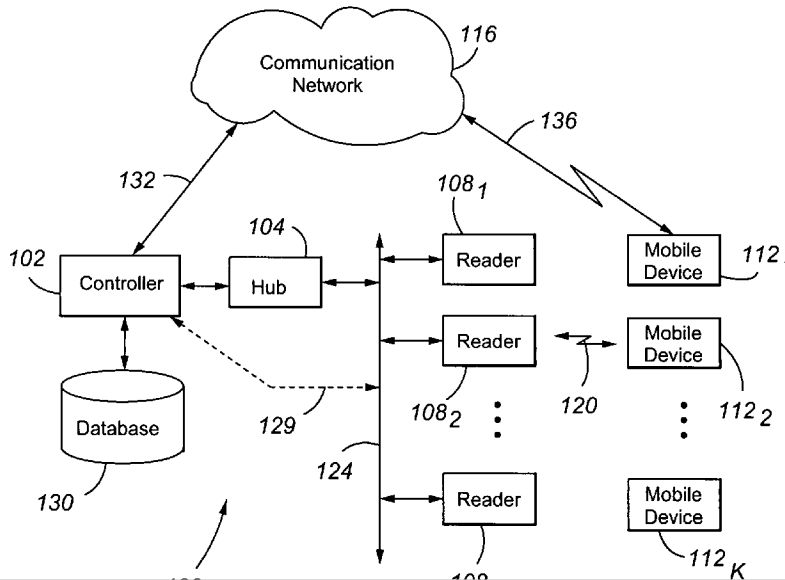 Communication
Network
116
136
132
108 1
104
102
Controller
Hub
Reader
Mobile
Device
112
Reader
Mobile
Device
108 2
120
112 2
129
Database
124
130
Reader
Mobile
Device
112 K